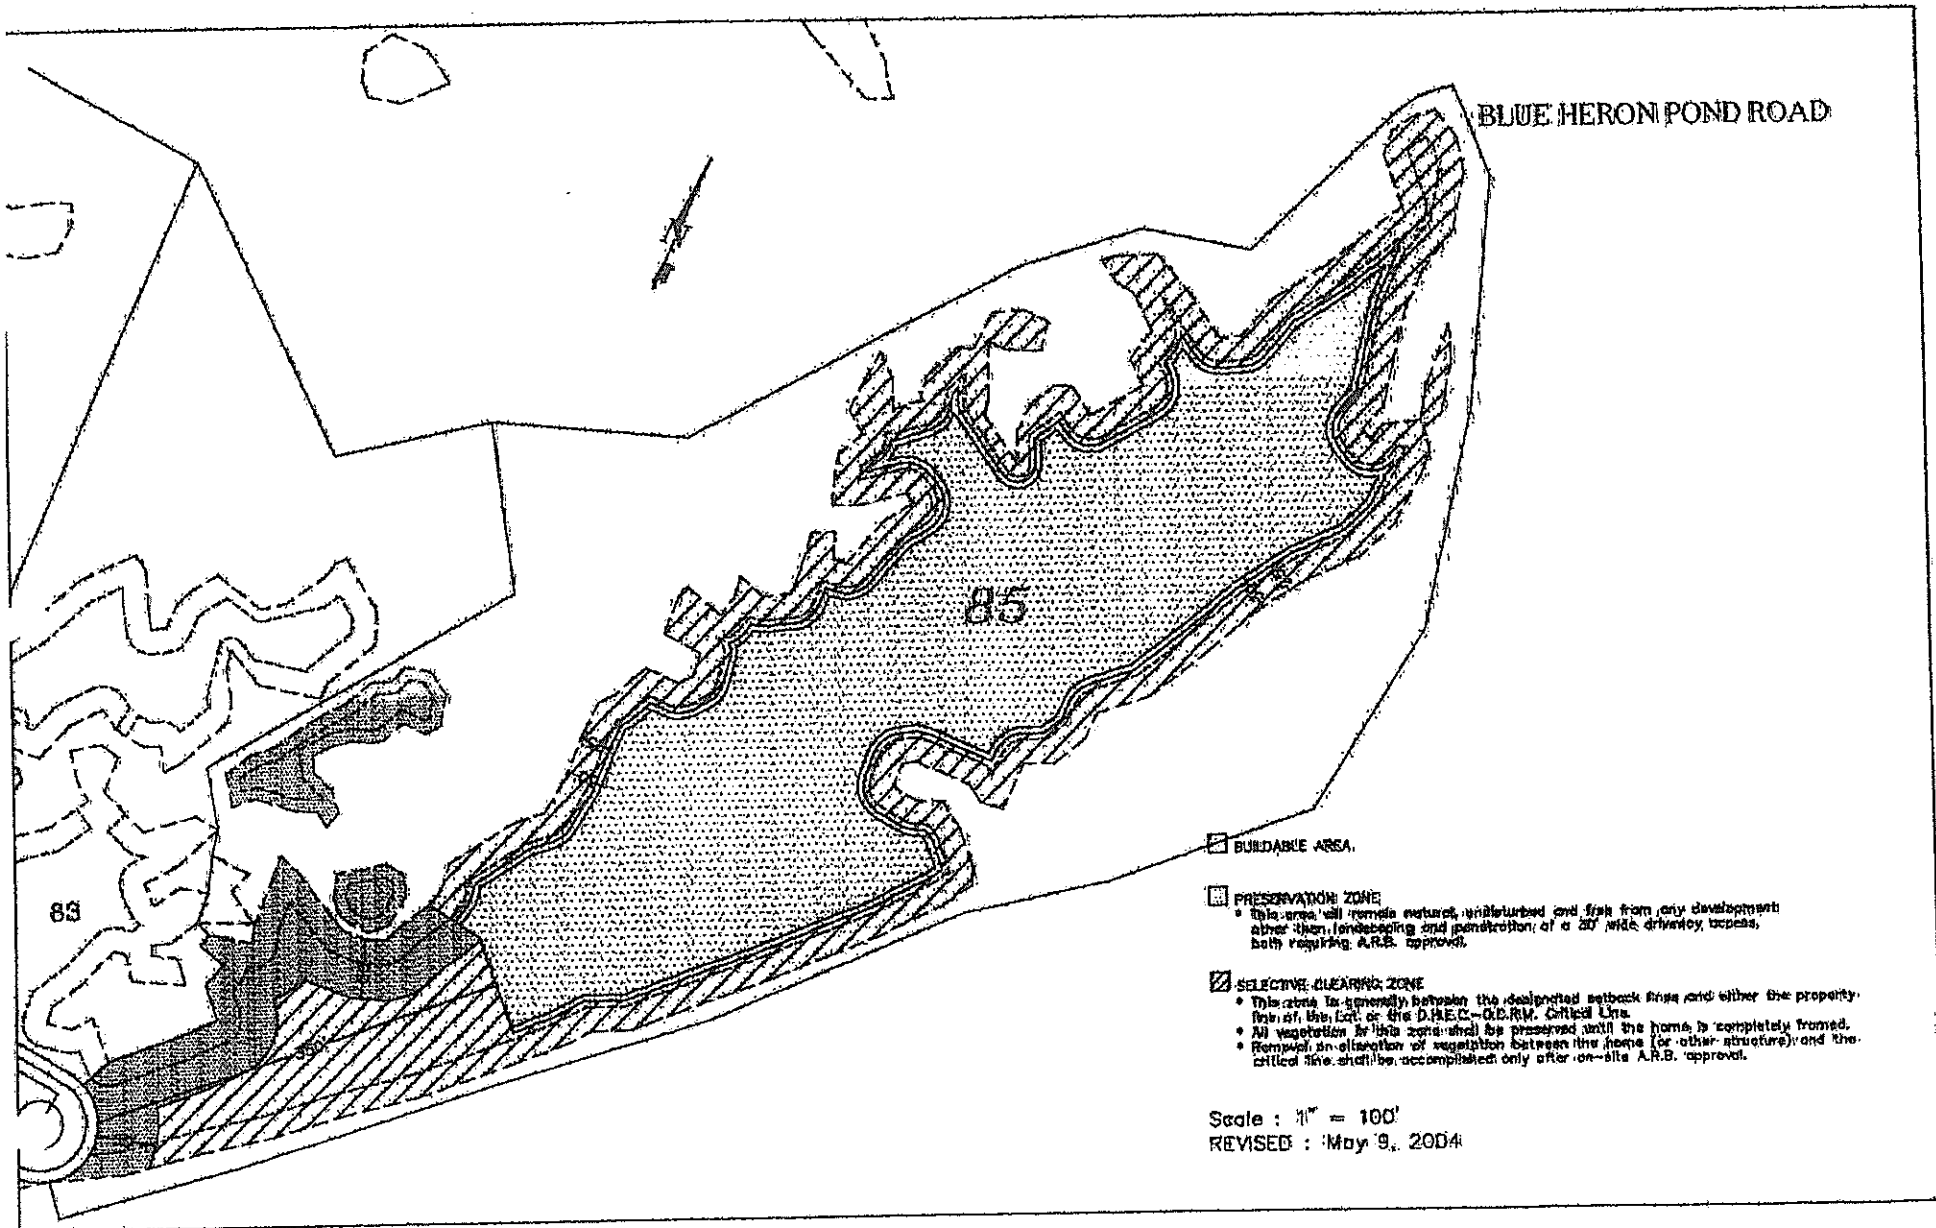 BLUE HERON POND ROAD
N
85
83
BUILDABLE AREA.
PRESERVATION ZONE
• This area will remain natural, undisturbed and free from any development
other than landscaping and penetration of a 20' wide driveway access,
both requiring A.R.B. approval.
SELECTIVE CLEARING ZONE
• This zone is generally between the designated setback lines and either the property
line of the Lot or the D.H.E.C.-O.C.R.M. Critical Line.
• All vegetation in this zone shall be preserved until the home is completely framed.
• Removal or alteration of vegetation between the home (or other structure) and the
critical line shall be accomplished only after on-site A.R.B. approval.
Scale : 1" = 100'
REVISED : May 9, 2004